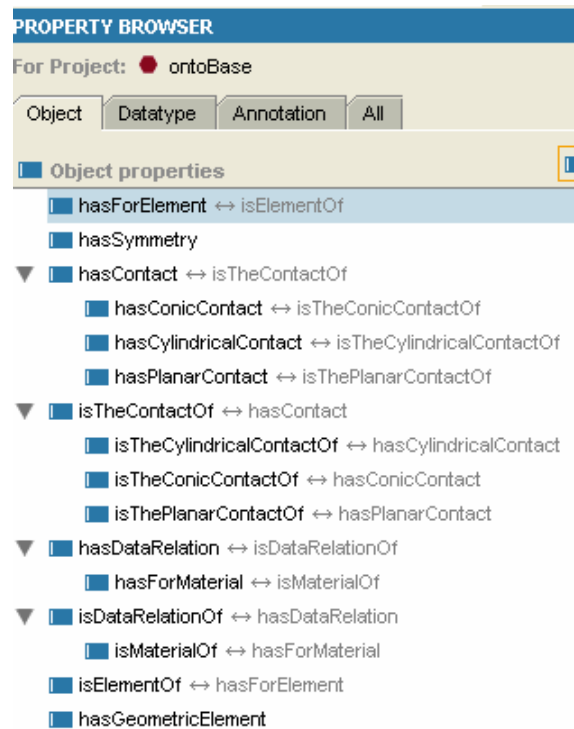 PROPERTY BROWSER
For Project: ontoBase
Object Datatype Annotation All
Object properties
hasForElement ↔ isElementOf
hasSymmetry
hasContact ↔ isTheContactOf
hasConicContact ↔ isTheConicContactOf
hasCylindricalContact ↔ isTheCylindricalContactOf
hasPlanarContact ↔ isThePlanarContactOf
isTheContactOf ↔ hasContact
isTheCylindricalContactOf ↔ hasCylindricalContact
isTheConicContactOf ↔ hasConicContact
isThePlanarContactOf ↔ hasPlanarContact
hasDataRelation ↔ isDataRelationOf
hasForMaterial ↔ isMaterialOf
isDataRelationOf ↔ hasDataRelation
isMaterialOf ↔ hasForMaterial
isElementOf ↔ hasForElement
hasGeometricElement